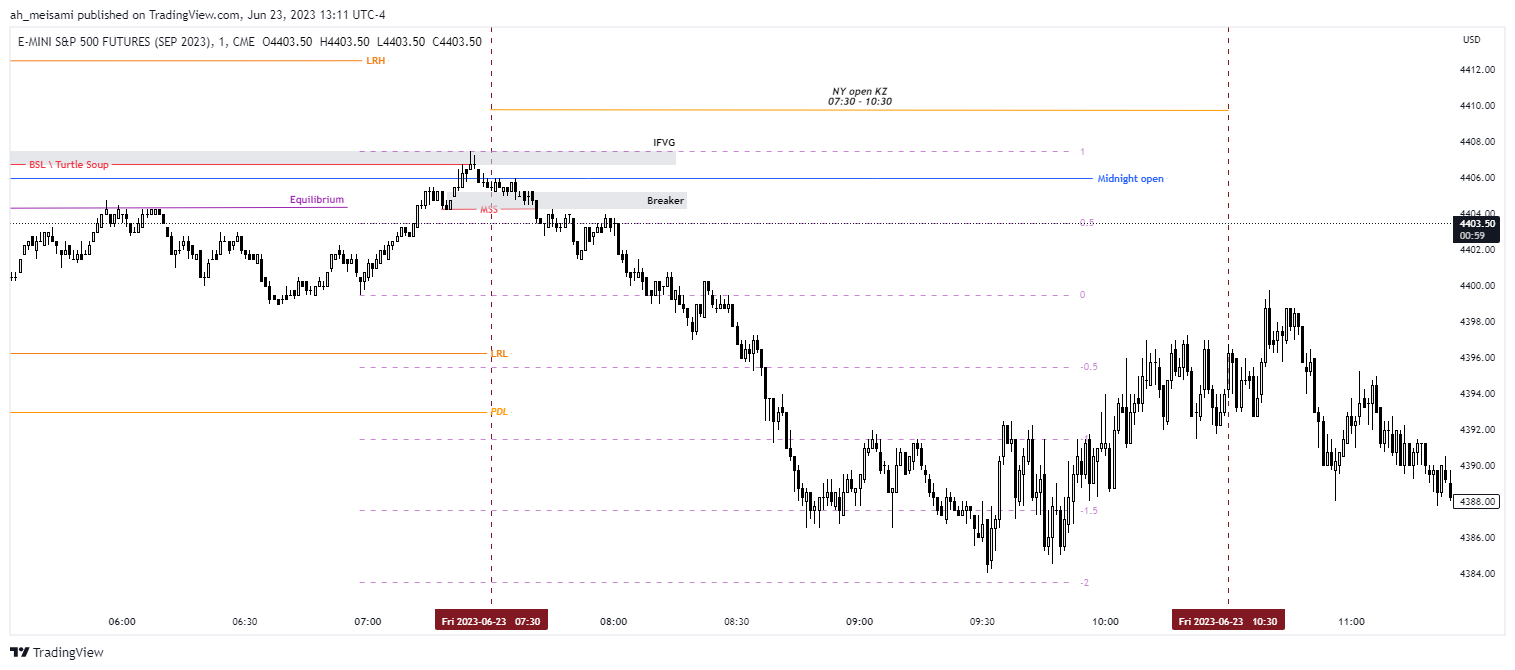 ah_meisami published on TradingView.com, Jun 23, 2023 13:11 UTC-4
E-MINI S&P 500 FUTURES (SEP 2023), 1, CME O4403.50 H4403.50 L4403.50 C4403.50
USD
LRH
4412.00
NY open KZ
07:30 - 10:30
4410.00
IFVG
4408.00
1
BSL \ Turtle Soup
Midnight open
4406.00
Equilibrium
Breaker
MSS
4404.00
0.5
4403.50
00:59
4402.00
4400.00
0
4398.00
LRL
4396.00
-0.5
4394.00
PDL
4392.00
4390.00
4388.00
-1.5
4386.00
4384.00
-2
06:00
06:30
07:00
Fri 2023-06-23 07:30
08:00
08:30
09:00
09:30
10:00
Fri 2023-06-23 10:30
11:00
TradingView